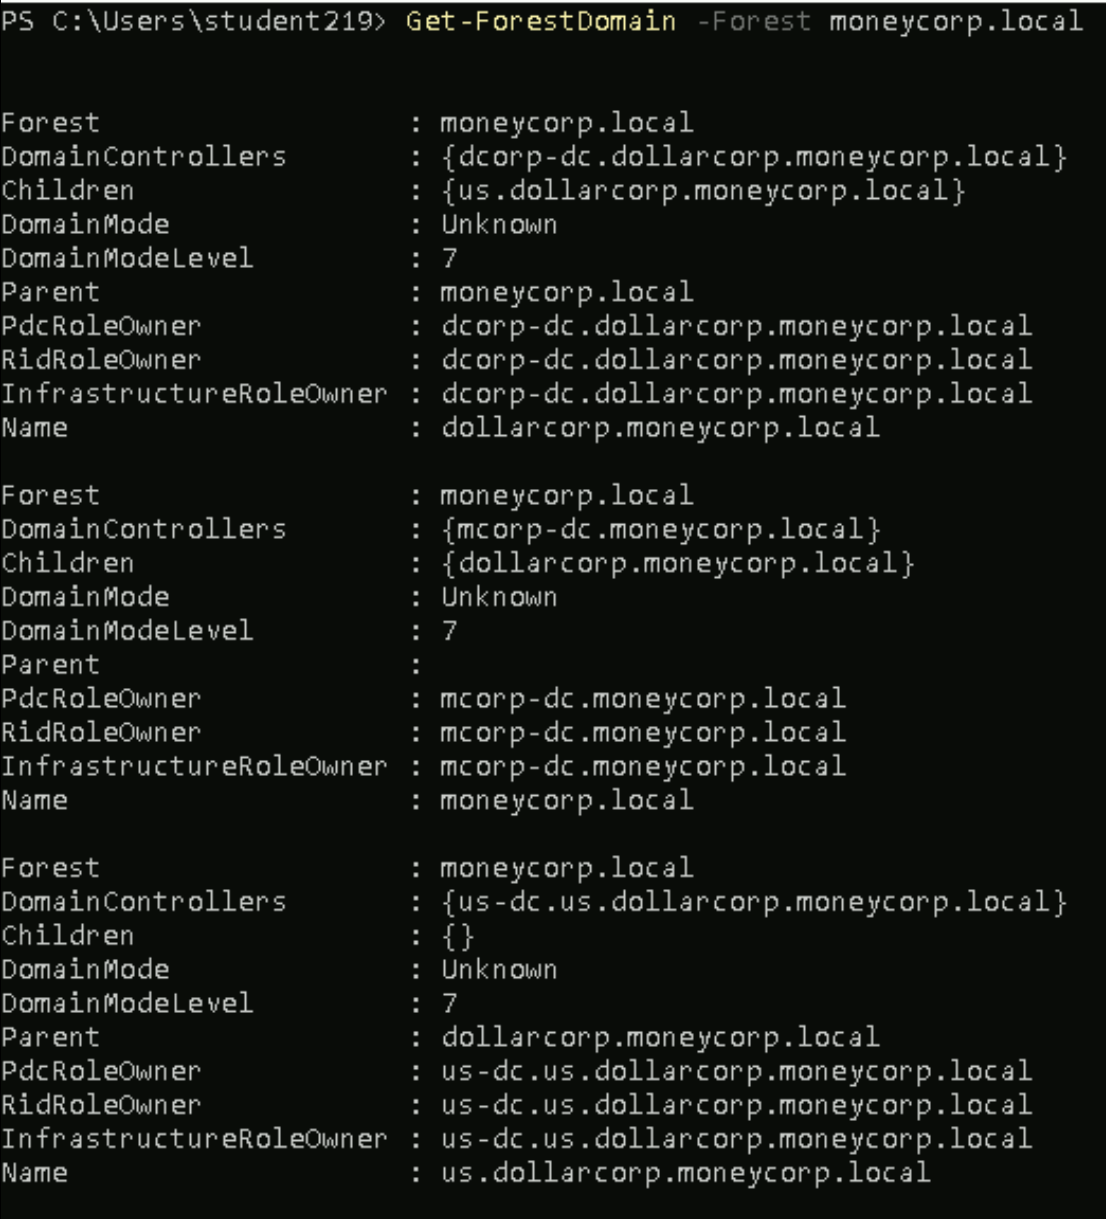 PS C:\Users\student219> Get-ForestDomain -Forest moneycorp.local
Forest : moneycorp.local
DomainControllers : {dcorp-dc.dollarcorp.moneycorp.local}
Children : {us.dollarcorp.moneycorp.local}
DomainMode : Unknown
DomainModeLevel : 7
Parent : moneycorp.local
PdcRoleOwner : dcorp-dc.dollarcorp.moneycorp.local
RidRoleOwner : dcorp-dc.dollarcorp.moneycorp.local
InfrastructureRoleOwner : dcorp-dc.dollarcorp.moneycorp.local
Name : dollarcorp.moneycorp.local
Forest : moneycorp.local
DomainControllers : {mcorp-dc.moneycorp.local}
Children : {dollarcorp.moneycorp.local}
DomainMode : Unknown
DomainModeLevel : 7
Parent :
PdcRoleOwner : mcorp-dc.moneycorp.local
RidRoleOwner : mcorp-dc.moneycorp.local
InfrastructureRoleOwner : mcorp-dc.moneycorp.local
Name : moneycorp.local
Forest : moneycorp.local
DomainControllers : {us-dc.us.dollarcorp.moneycorp.local}
Children : {}
DomainMode : Unknown
DomainModeLevel : 7
Parent : dollarcorp.moneycorp.local
PdcRoleOwner : us-dc.us.dollarcorp.moneycorp.local
RidRoleOwner : us-dc.us.dollarcorp.moneycorp.local
InfrastructureRoleOwner : us-dc.us.dollarcorp.moneycorp.local
Name : us.dollarcorp.moneycorp.local